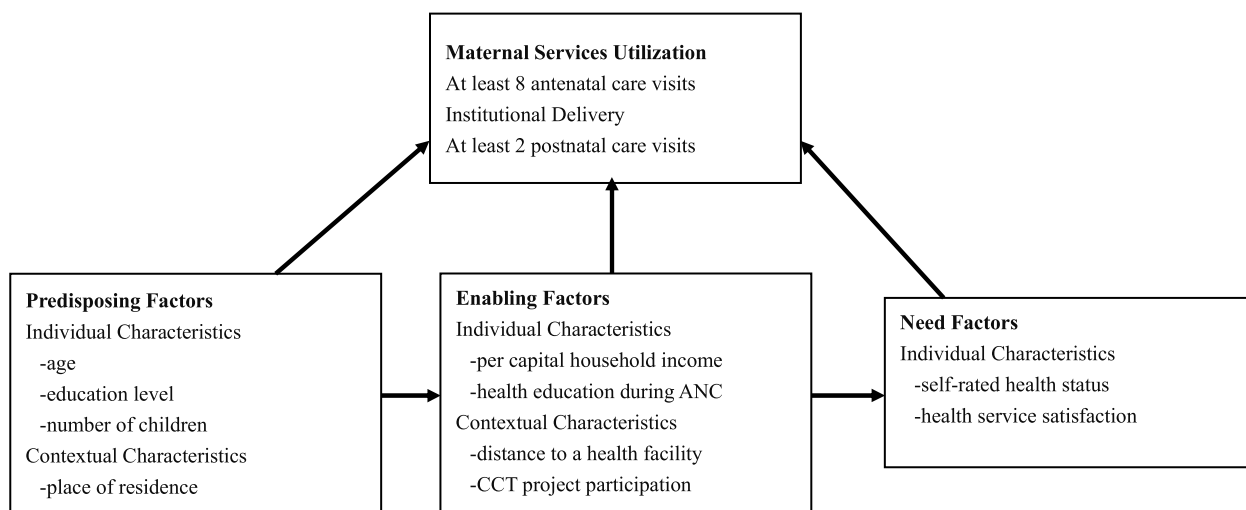 Maternal Services Utilization
At least 8 antenatal care visits
Institutional Delivery
At least 2 postnatal care visits
Predisposing Factors
Individual Characteristics
-age
-education level
-number of children
Contextual Characteristics
-place of residence
Enabling Factors
Individual Characteristics
-per capital household income
-health education during ANC
Contextual Characteristics
-distance to a health facility
-CCT project participation
Need Factors
Individual Characteristics
-self-rated health status
-health service satisfaction